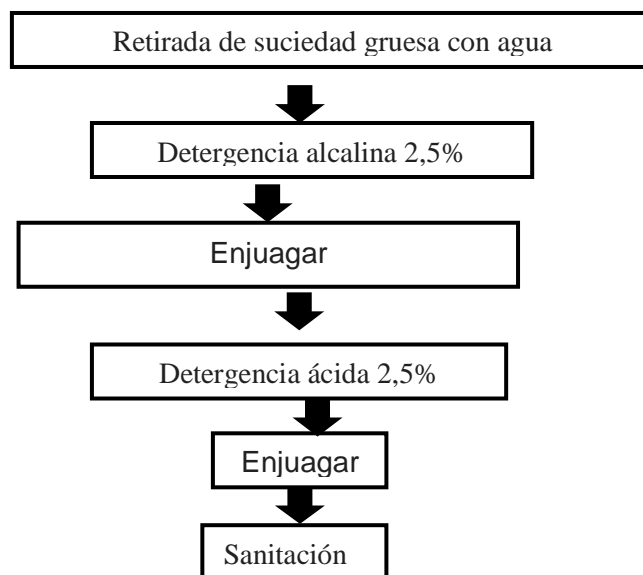 Retirada de suciedad gruesa con agua
Detergencia alcalina 2,5%
Enjuagar
Detergencia ácida 2,5%
Enjuagar
Sanitación